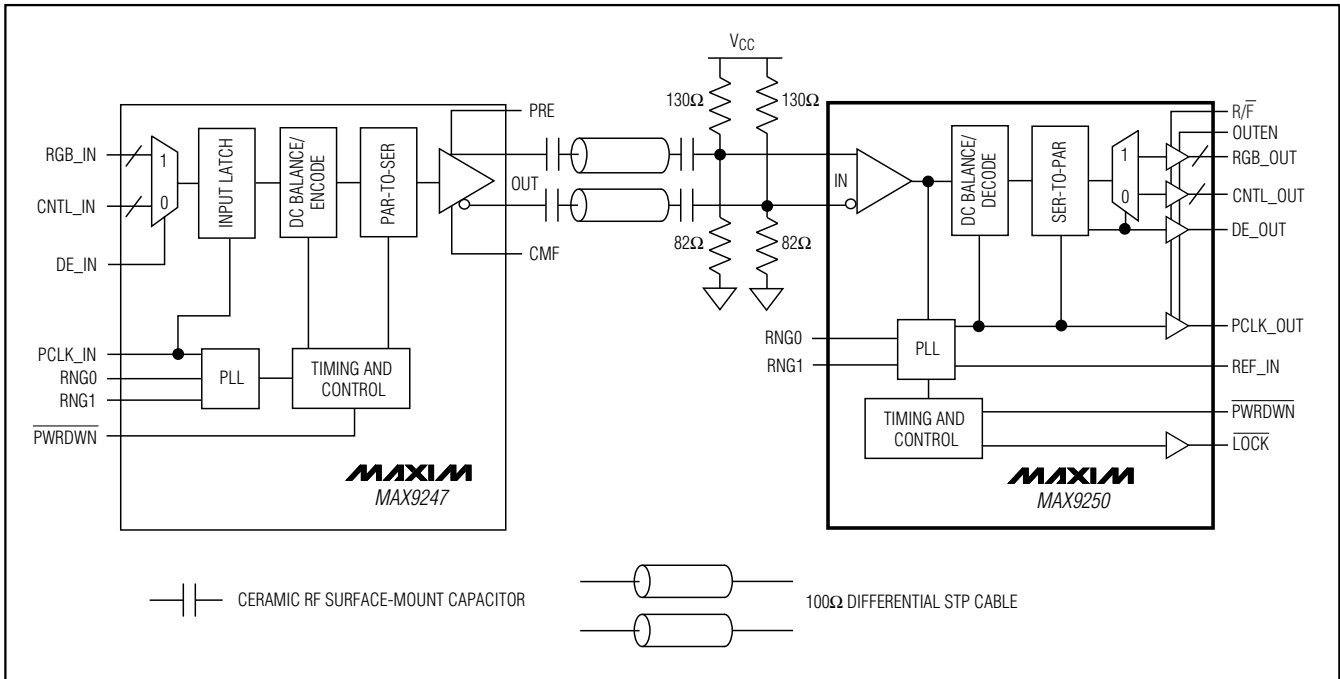 VCC
130Ω
130Ω
82Ω
82Ω
RGB_IN
CNTL_IN
DE_IN
PCLK_IN
RNG0
RNG1
PWRDWN
1
0
INPUT LATCH
DC BALANCE/
ENCODE
PAR-TO-SER
PRE
OUT
CMF
PLL
TIMING AND
CONTROL
MAXIM
MAX9247
IN
DC BALANCE/
DECODE
SER-TO-PAR
1
0
R/F
OUTEN
RGB_OUT
CNTL_OUT
DE_OUT
PCLK_OUT
RNG0
RNG1
PLL
REF_IN
TIMING AND
CONTROL
PWRDWN
LOCK
MAXIM
MAX9250
CERAMIC RF SURFACE-MOUNT CAPACITOR
100Ω DIFFERENTIAL STP CABLE